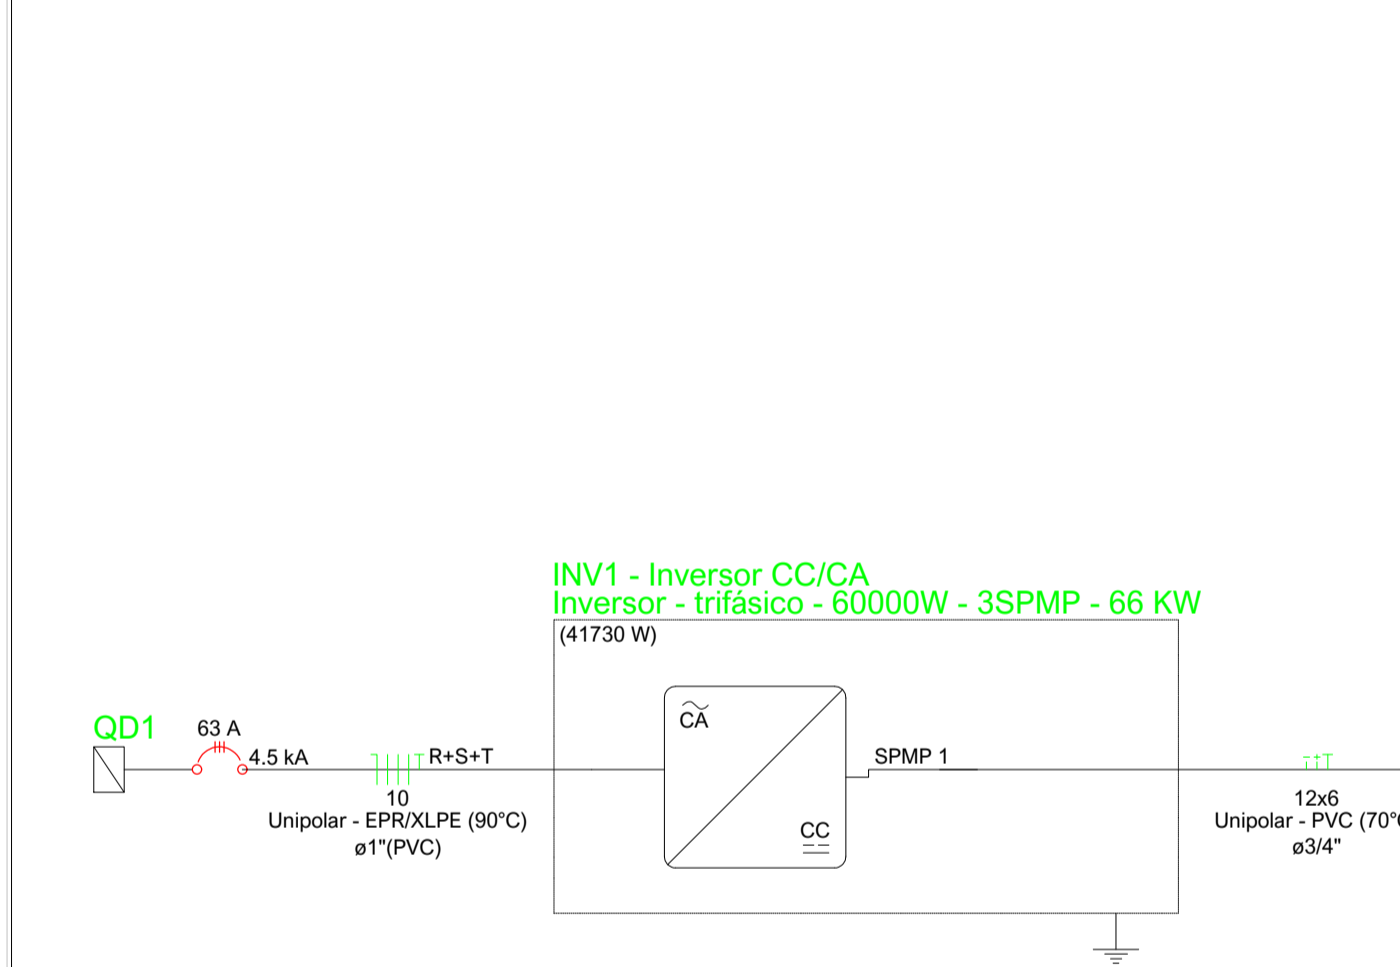 INV1 - Inversor CC/CA
Inversor - trifásico - 60000W - 3SPMP - 66 KW
(41730 W)
CA
CC
QD1
63 A
4.5 kA
R+S+T
10
Unipolar - EPR/XLPE (90°C)
ø1"(PVC)
SPMP 1
12x6
Unipolar - PVC (70°
ø3/4"